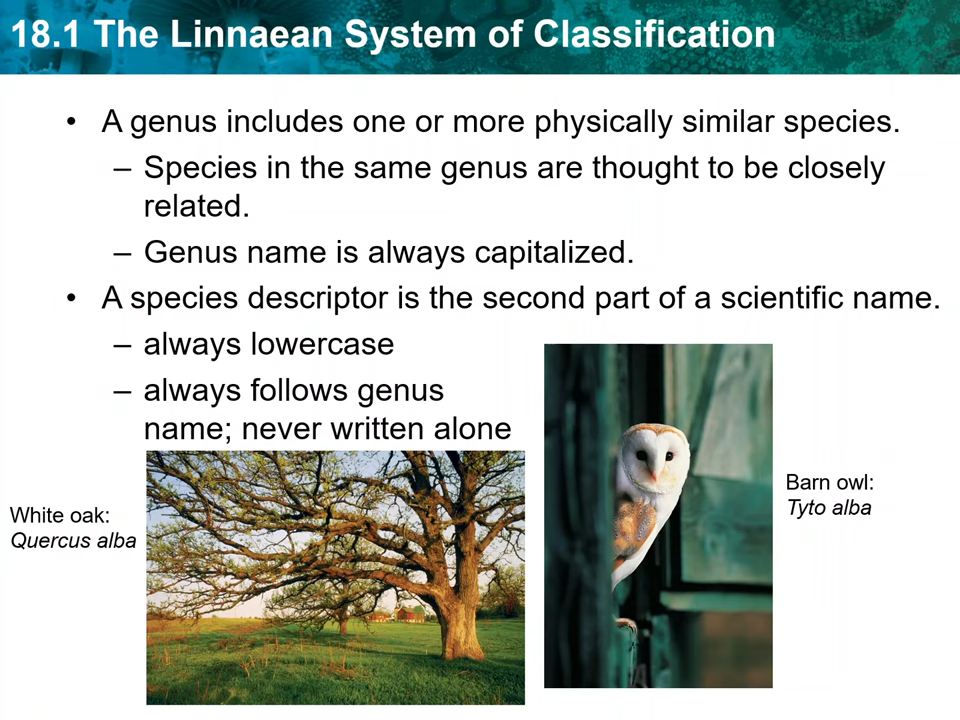 18.1 The Linnaean System of Classification
• A genus includes one or more physically similar species.
– Species in the same genus are thought to be closely
related.
– Genus name is always capitalized.
• A species descriptor is the second part of a scientific name.
– always lowercase
– always follows genus
name; never written alone
White oak:
Quercus alba
Barn owl:
Tyto alba